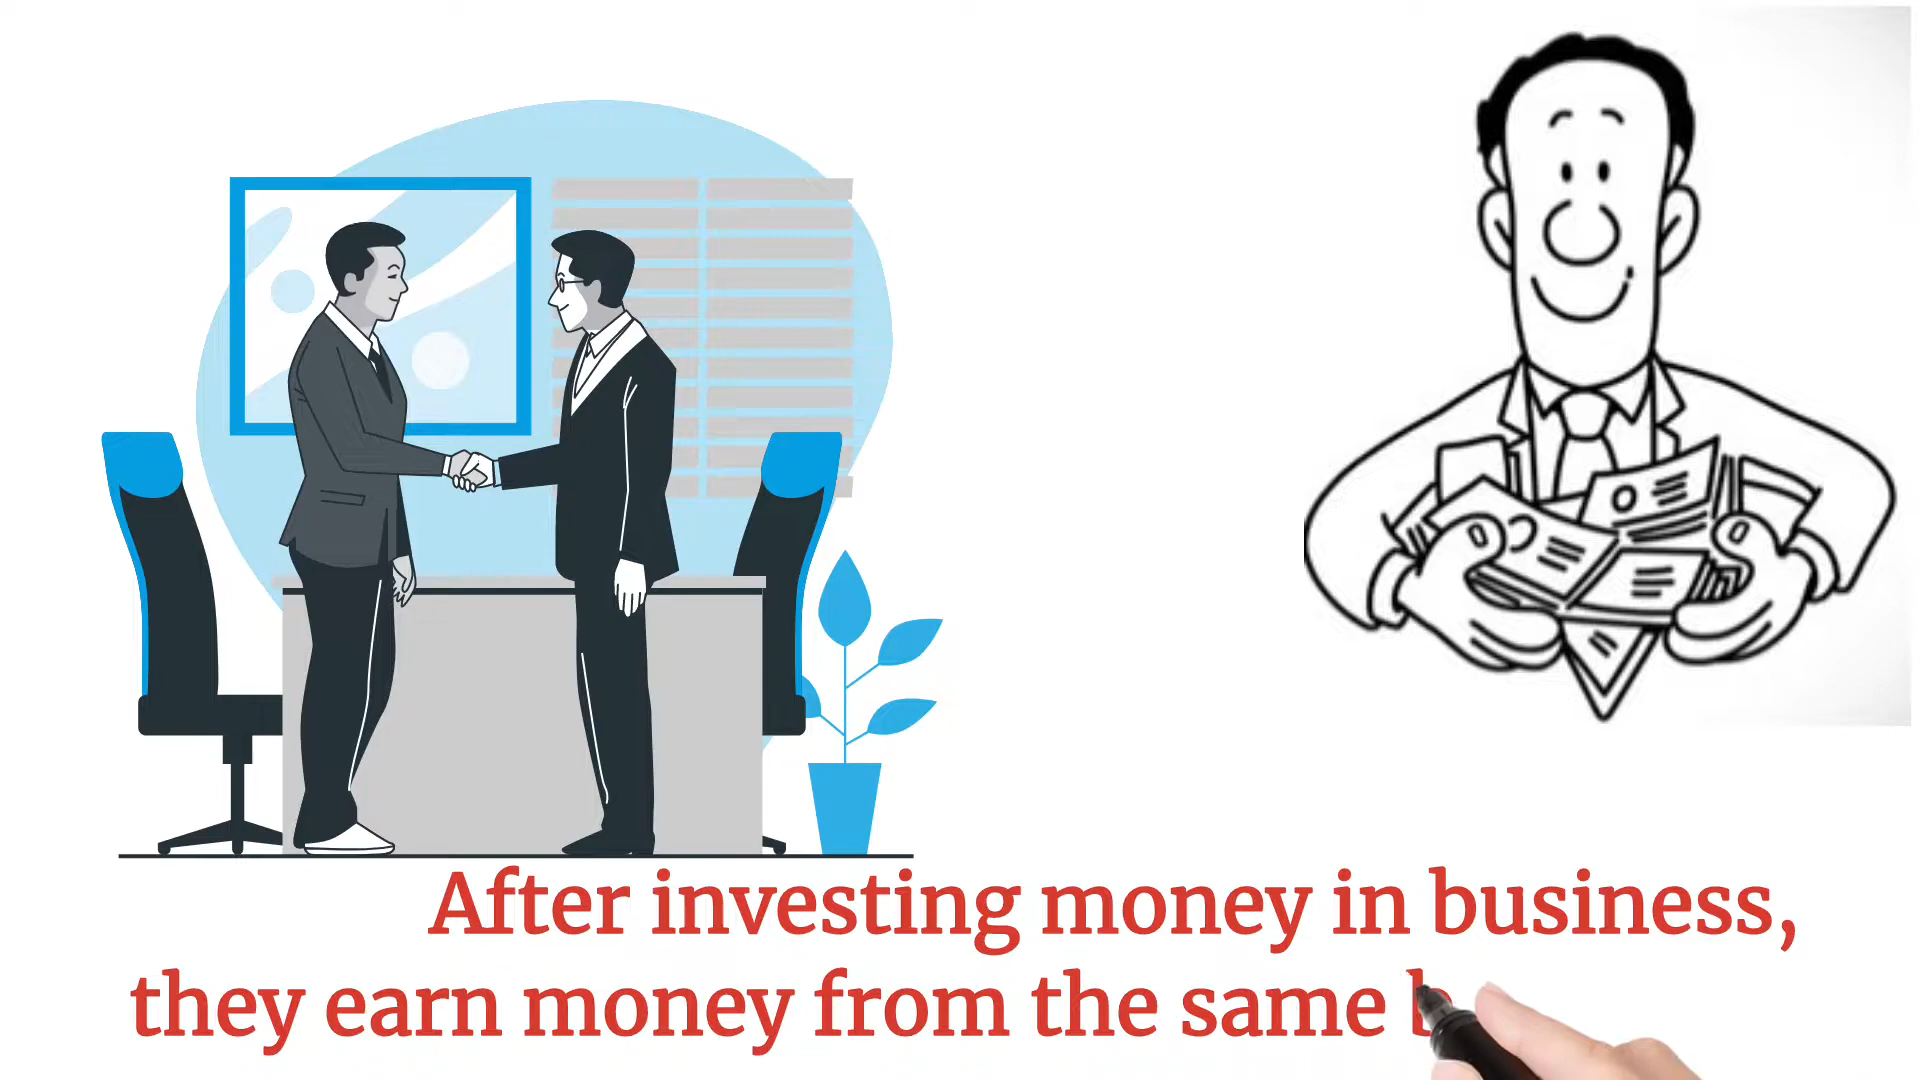 After investing money in business,
they earn money from the same